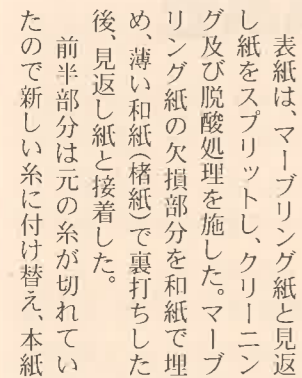 表紙は、マーブリング紙と見返
し紙をスプリットし、クリーニン
グ及び脱酸処理を施した。マーブ
リング紙の欠損部分を和紙で埋
め、薄い和紙(楮紙)で裏打ちした
後、見返し紙と接着した。
前半部分は元の糸が切れてい
たので新しい糸に付け替え、本紙